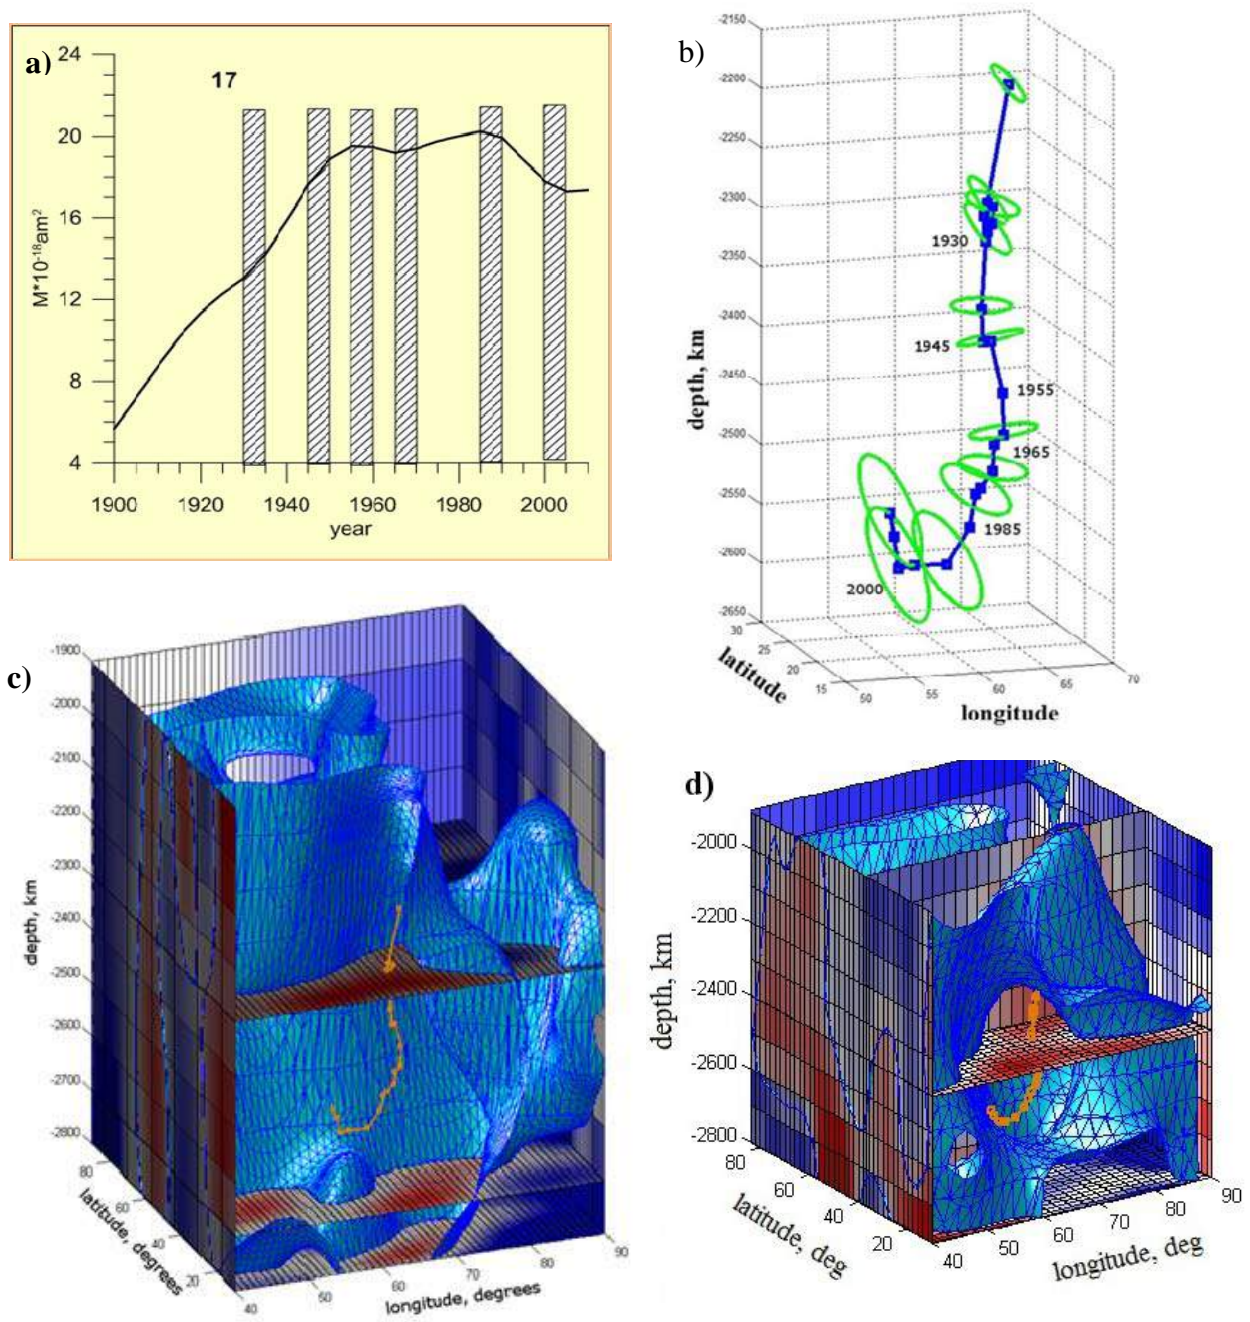 a)
17
24
20
16
12
8
4
M*10⁻¹⁸am²
1900 1920 1940 1960 1980 2000
year
b)
-2150
-2200
-2250
-2300
-2350
-2400
-2450
-2500
-2550
-2600
-2650
depth, km
1930
1945
1955
1965
1985
2000
30
25
20
15
latitude
50 55 60 65 70
longitude
c)
-1900
-2000
-2100
-2200
-2300
-2400
-2500
-2600
-2700
-2800
depth, km
80
60
40
20
latitude, degrees
40 50 60 70 80 90
longitude, degrees
d)
-2000
-2200
-2400
-2600
-2800
depth, km
80
60
40
20
latitude, deg
40 50 60 70 80 90
longitude, deg